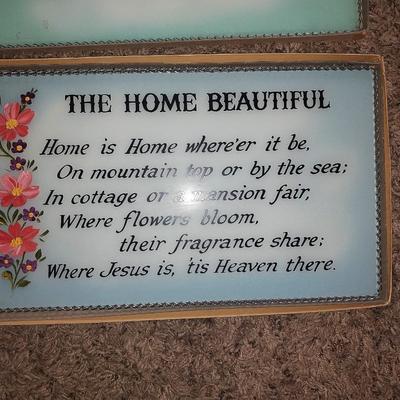 THE HOME BEAUTIFUL
Home is Home where'er it be,
On mountain top or by the sea;
In cottage or a mansion fair,
Where flowers bloom,
their fragrance share;
Where Jesus is, 'tis Heaven there.